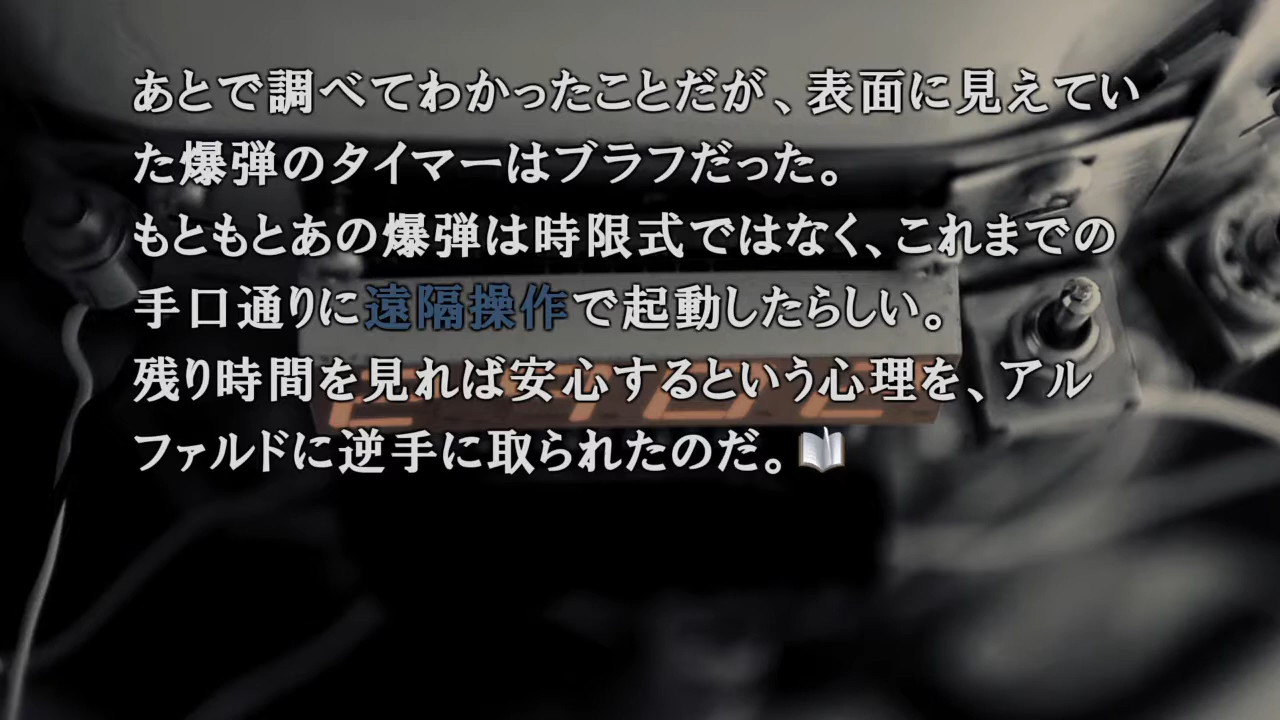 あとで調べてわかったことだが、表面に見えてい
た爆弾のタイマーはブラフだった。
もともとあの爆弾は時限式ではなく、これまでの
手口通りに遠隔操作で起動したらしい。
残り時間を見れば安心するという心理を、アル
ファルドに逆手に取られたのだ。